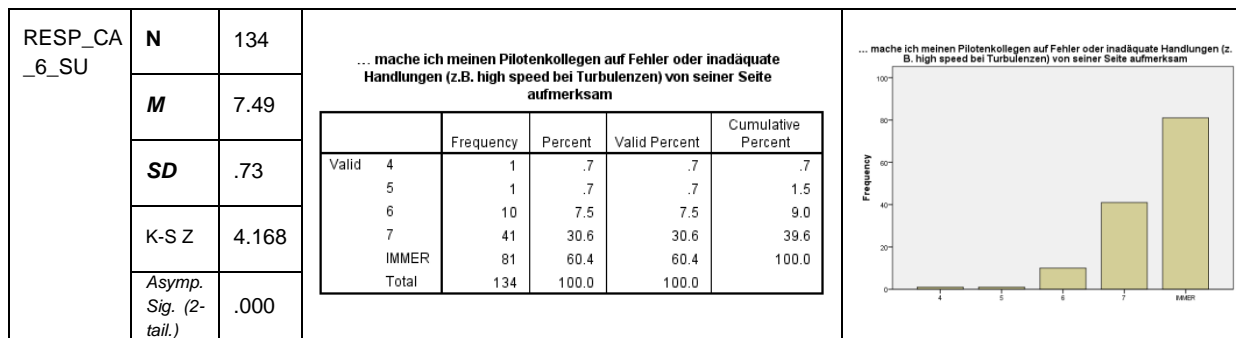 RESP_CA
_6_SU
N
134
M
7.49
SD
.73
K-S Z
4.168
Asymp.
Sig. (2-
tail.)
.000
… mache ich meinen Pilotenkollegen auf Fehler oder inadäquate
Handlungen (z.B. high speed bei Turbulenzen) von seiner Seite
aufmerksam
Frequency Percent Valid Percent Cumulative
Percent
Valid 4 1 .7 .7 .7
5 1 .7 .7 1.5
6 10 7.5 7.5 9.0
7 41 30.6 30.6 39.6
IMMER 81 60.4 60.4 100.0
Total 134 100.0 100.0
… mache ich meinen Pilotenkollegen auf Fehler oder inadäquate Handlungen (z.
B. high speed bei Turbulenzen) von seiner Seite aufmerksam
100
80
60
40
20
0
Frequency
4 5 6 7 IMMER